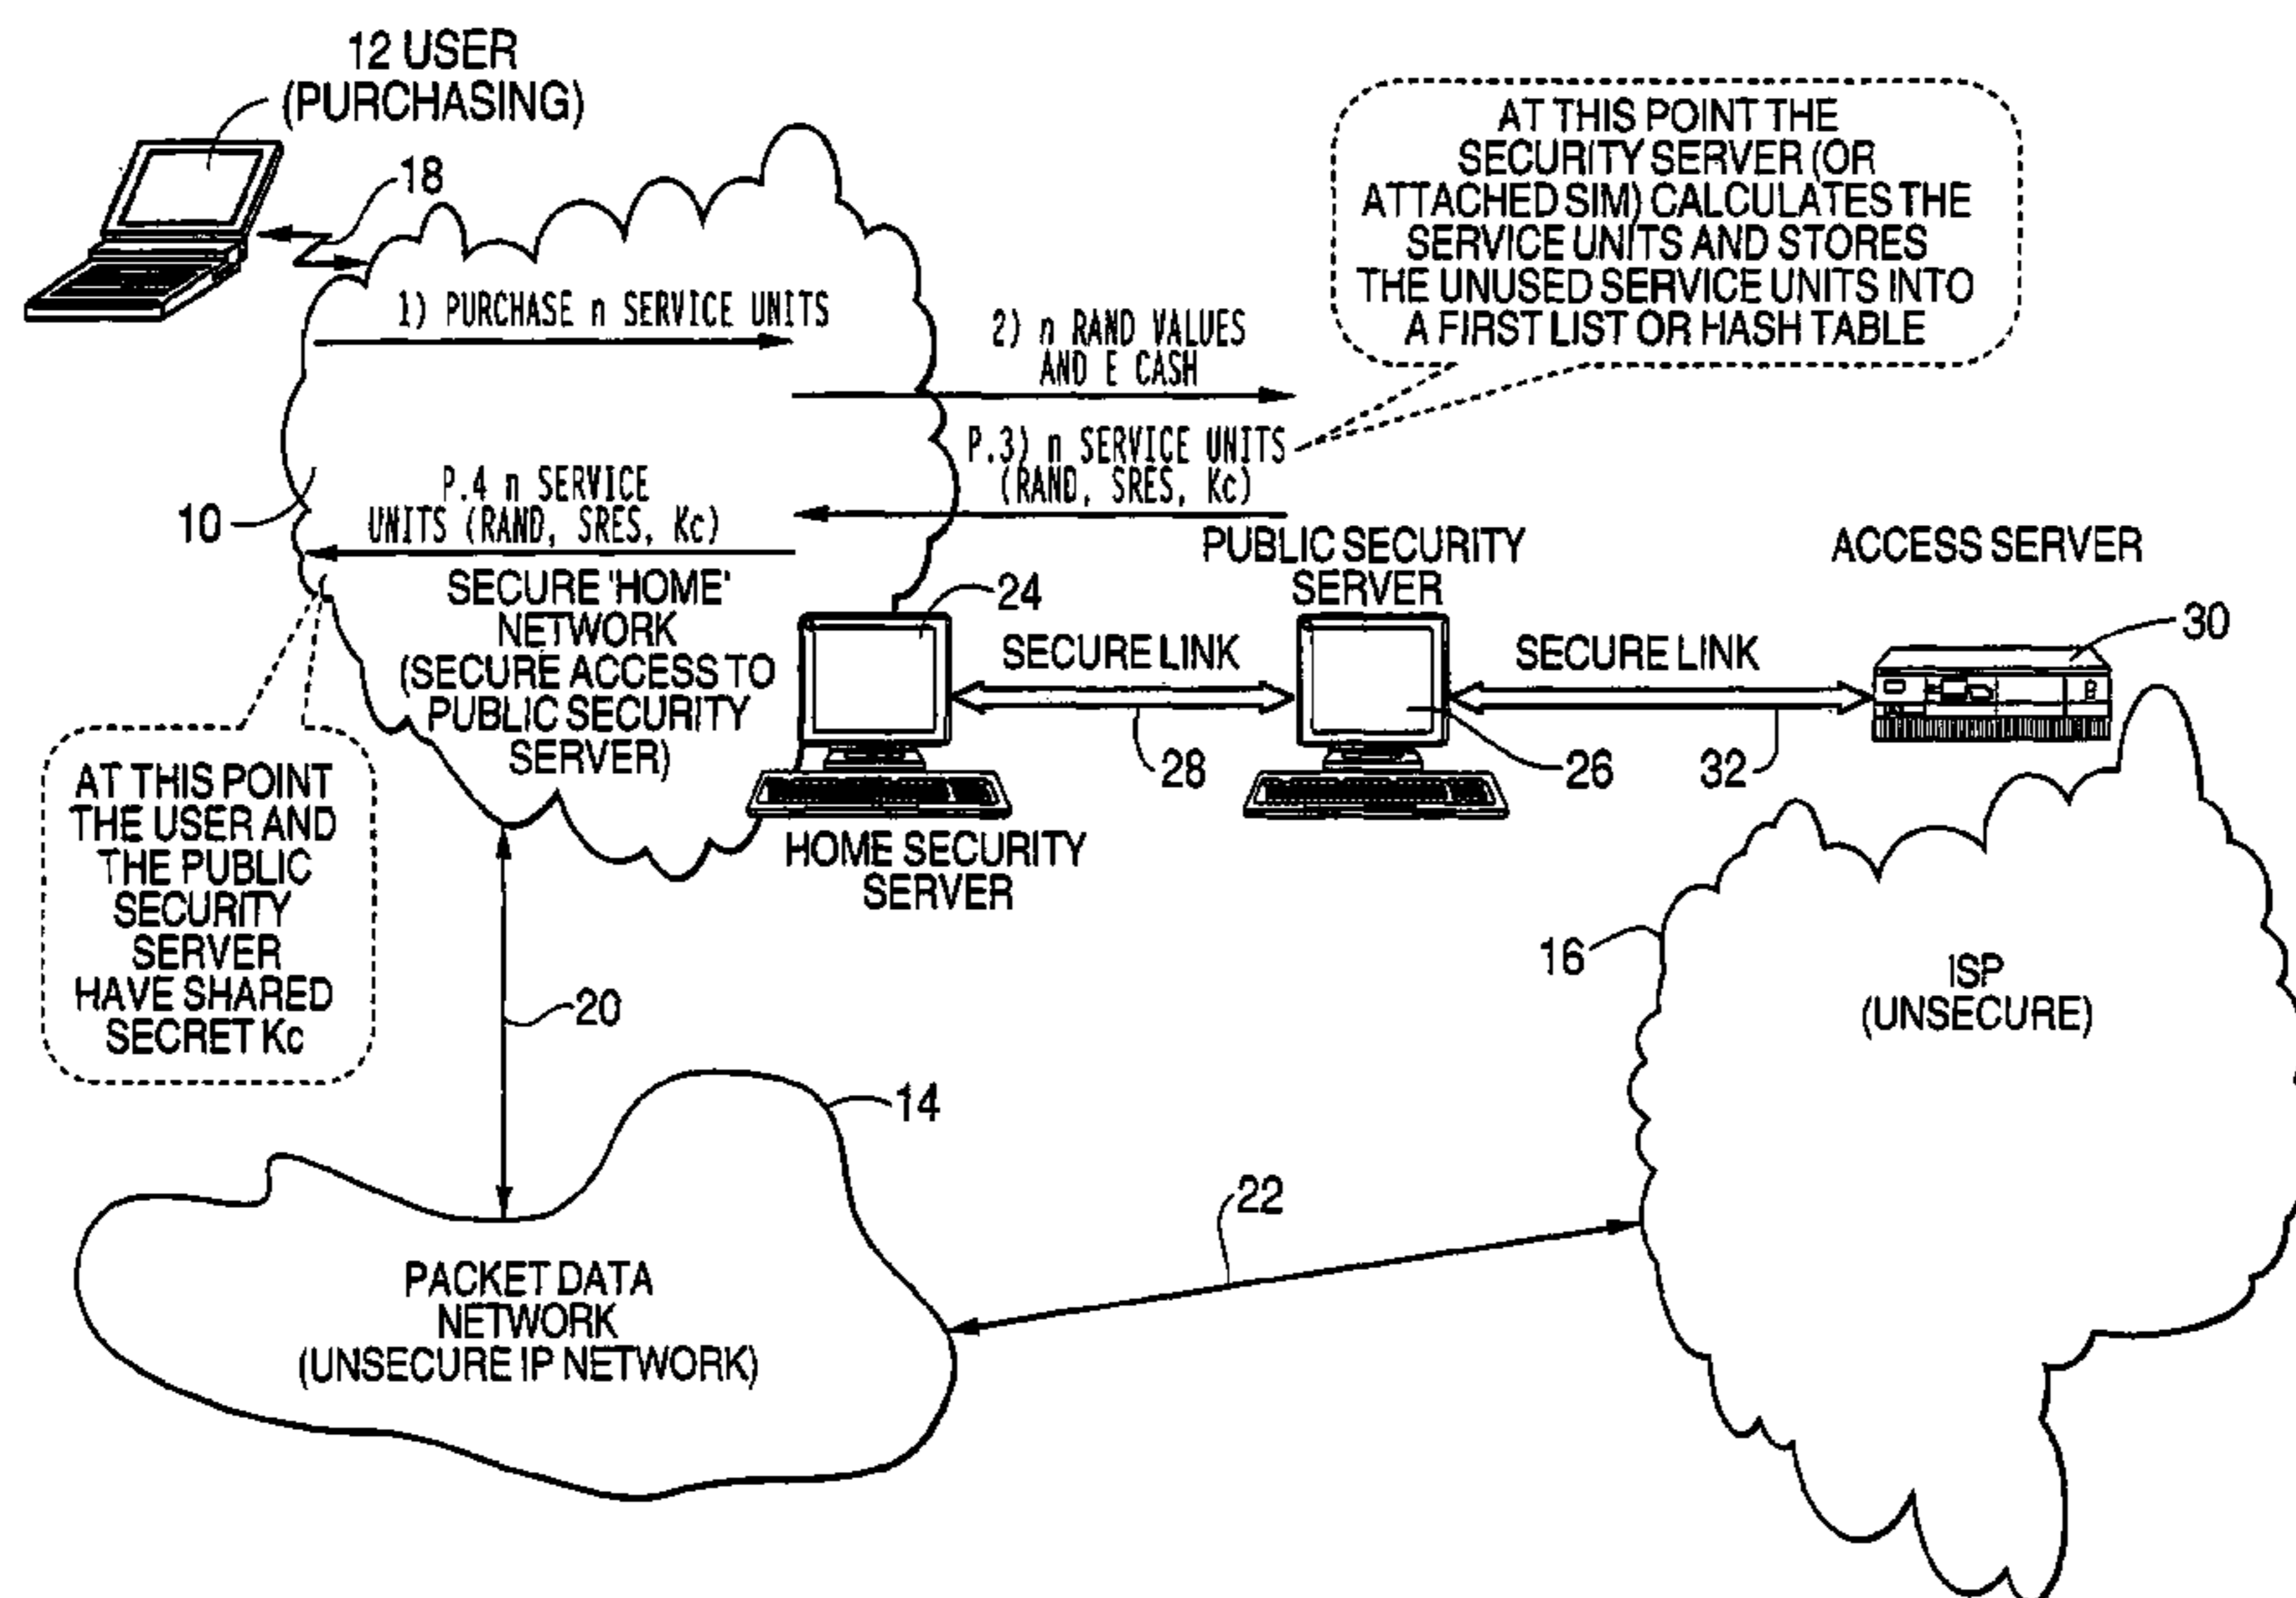 12 USER
(PURCHASING)
18
AT THIS POINT THE
SECURITY SERVER (OR
ATTACHED SIM) CALCULATES THE
SERVICE UNITS AND STORES
THE UNUSED SERVICE UNITS INTO
A FIRST LIST OR HASH TABLE
1) PURCHASE n SERVICE UNITS
2) n RAND VALUES
AND E CASH
P.3) n SERVICE UNITS
(RAND, SRES, Kc)
P.4 n SERVICE
UNITS (RAND, SRES, Kc)
10
SECURE 'HOME'
NETWORK
(SECURE ACCESS TO
PUBLIC SECURITY
SERVER)
24
PUBLIC SECURITY
SERVER
ACCESS SERVER
30
SECURE LINK
SECURE LINK
28
26
32
HOME SECURITY
SERVER
AT THIS POINT
THE USER AND
THE PUBLIC
SECURITY
SERVER
HAVE SHARED
SECRET Kc
20
16
ISP
(UNSECURE)
14
22
PACKET DATA
NETWORK
(UNSECURE IP NETWORK)